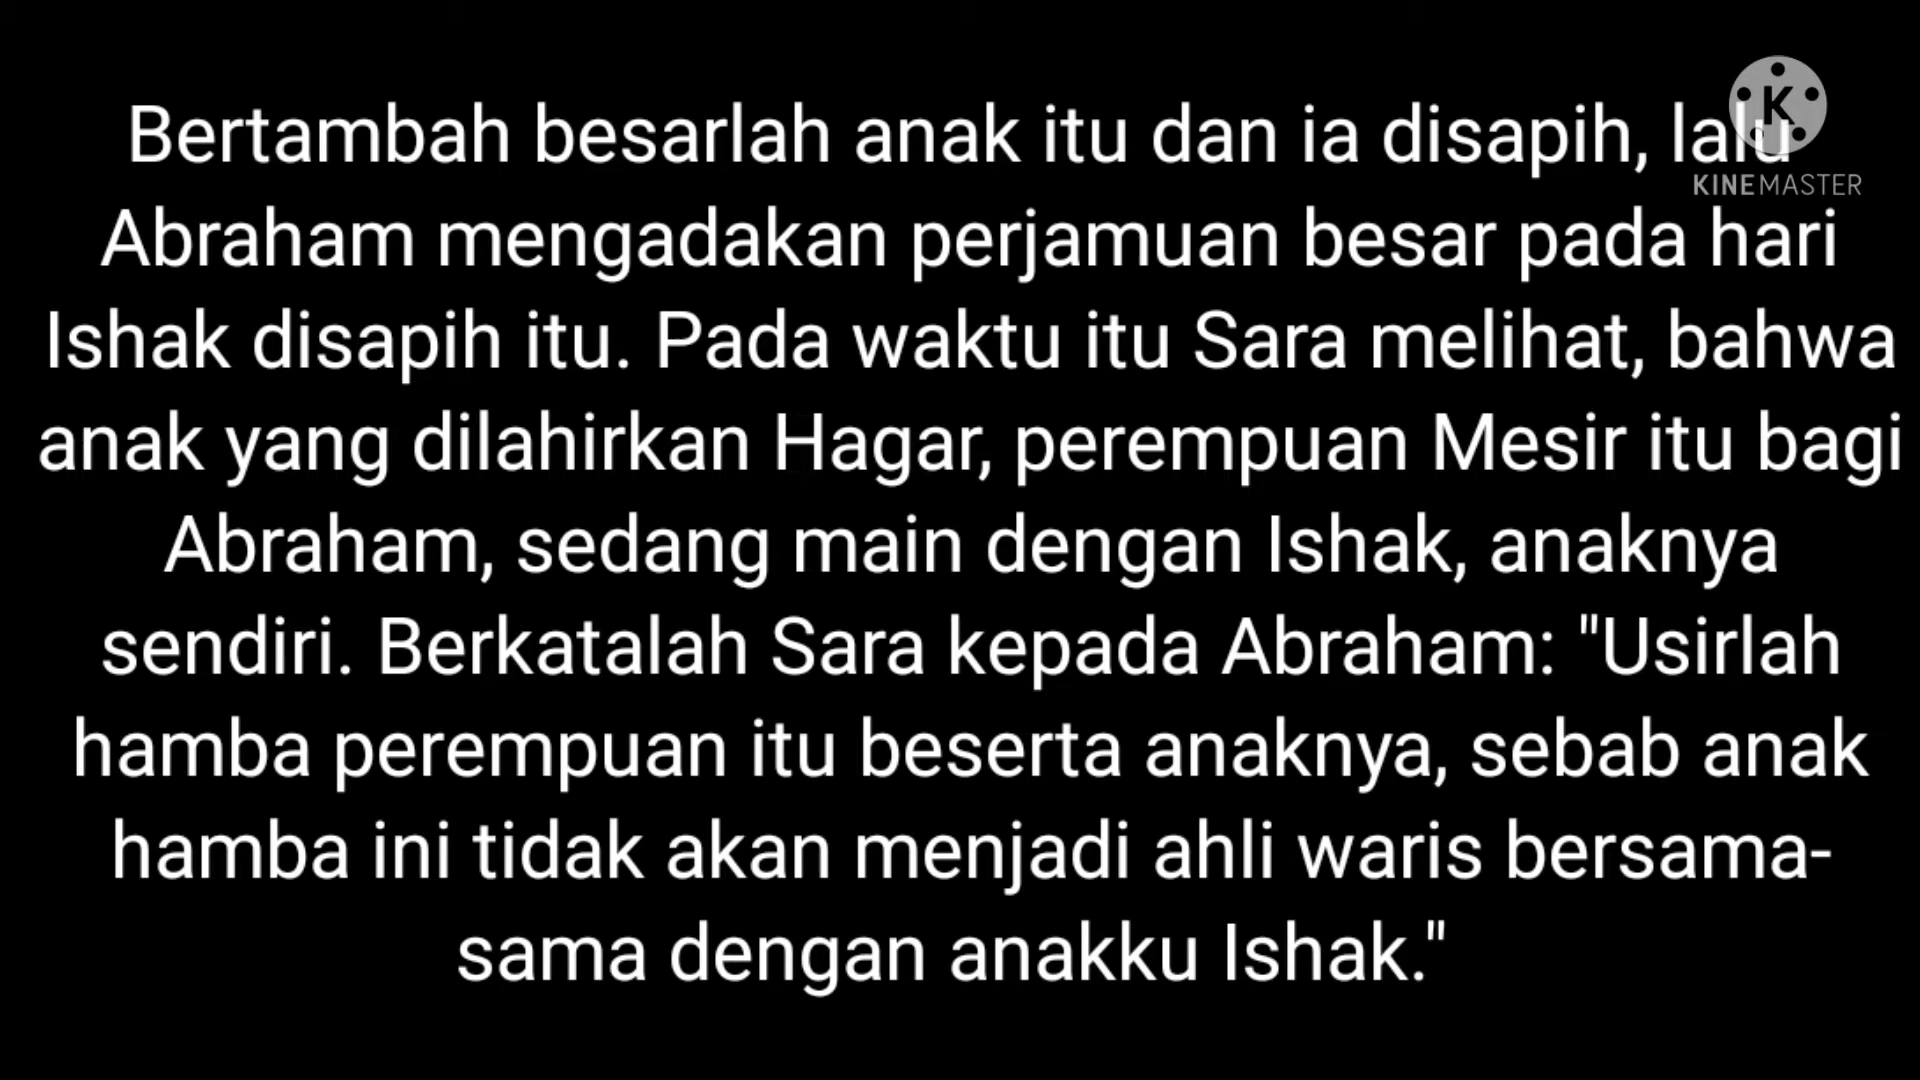 Bertambah besarlah anak itu dan ia disapih, lalu
KINEMASTER
Abraham mengadakan perjamuan besar pada hari
Ishak disapih itu. Pada waktu itu Sara melihat, bahwa
anak yang dilahirkan Hagar, perempuan Mesir itu bagi
Abraham, sedang main dengan Ishak, anaknya
sendiri. Berkatalah Sara kepada Abraham: "Usirlah
hamba perempuan itu beserta anaknya, sebab anak
hamba ini tidak akan menjadi ahli waris bersama-
sama dengan anakku Ishak."